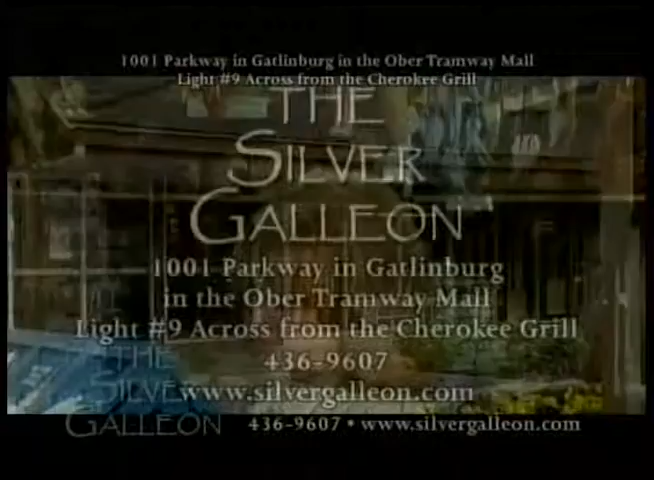 1001 Parkway in Gatlinburg in the Ober Tramway Mall
Light #9 Across from the Cherokee Grill
THE
SILVER
GALLEON
1001 Parkway in Gatlinburg
in the Ober Tramway Mall
Light #9 Across from the Cherokee Grill
436-9607
www.silvergalleon.com
THE
SILVER
GALLEON
436-9607 • www.silvergalleon.com